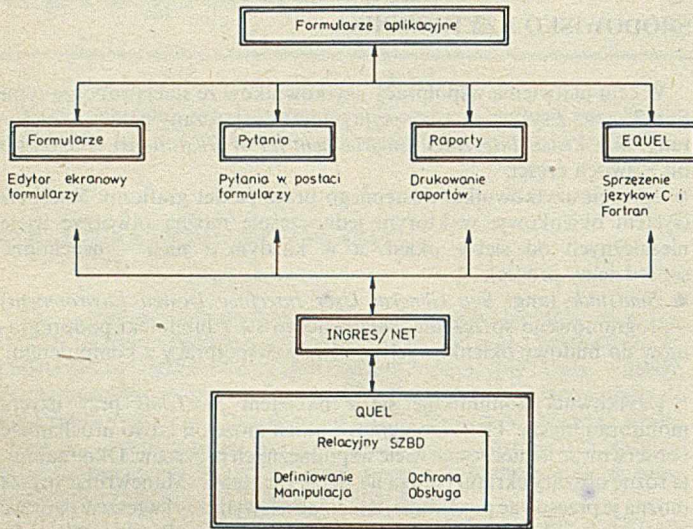 Formularze aplikacyjne
Formularze
Pytania
Raporty
EQUEL
Edytor ekranowy
formularzy
Pytania w postaci
formularzy
Drukowanie
raportów
Sprzężenie
języków C i
Fortran
INGRES/NET
QUEL
Relacyjny SZBD
Definiowanie
Manipulacja
Ochrona
Obsługa